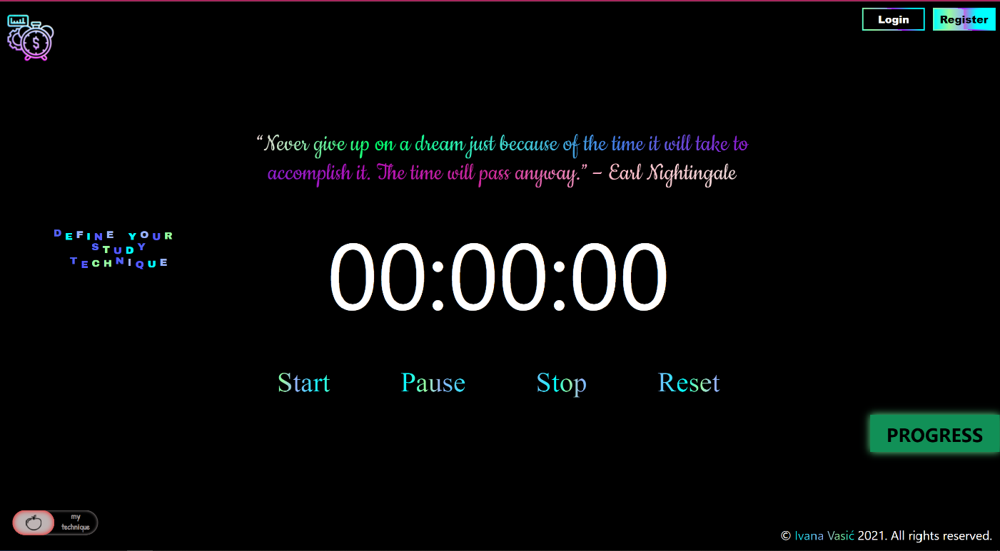 Login
Register
“Never give up on a dream just because of the time it will take to
accomplish it. The time will pass anyway.” – Earl Nightingale
DEFINE YOUR
STUDY
TECHNIQUE
00:00:00
Start
Pause
Stop
Reset
PROGRESS
my
technique
© Ivana Vasić 2021. All rights reserved.